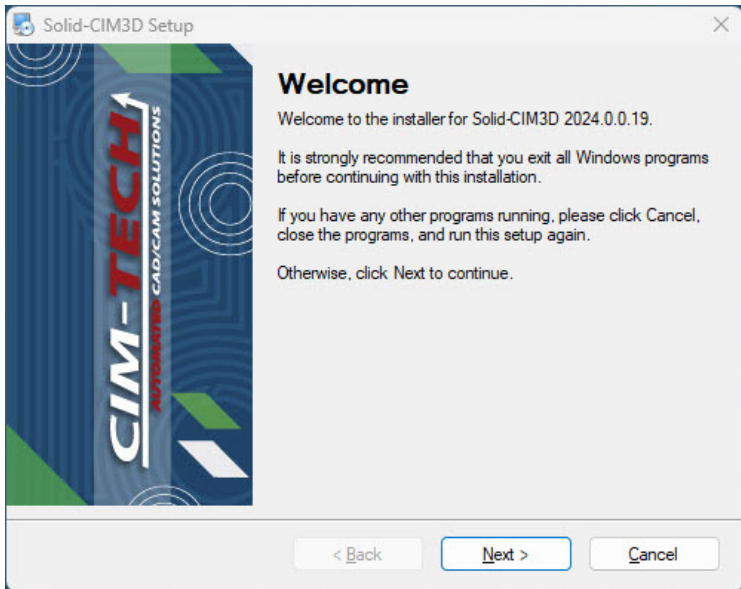 Solid-CIM3D Setup
CIM-TECH
AUTOMATED CAD/CAM SOLUTIONS
Welcome
Welcome to the installer for Solid-CIM3D 2024.0.0.19.
It is strongly recommended that you exit all Windows programs
before continuing with this installation.
If you have any other programs running, please click Cancel,
close the programs, and run this setup again.
Otherwise, click Next to continue.
< Back
Next >
Cancel